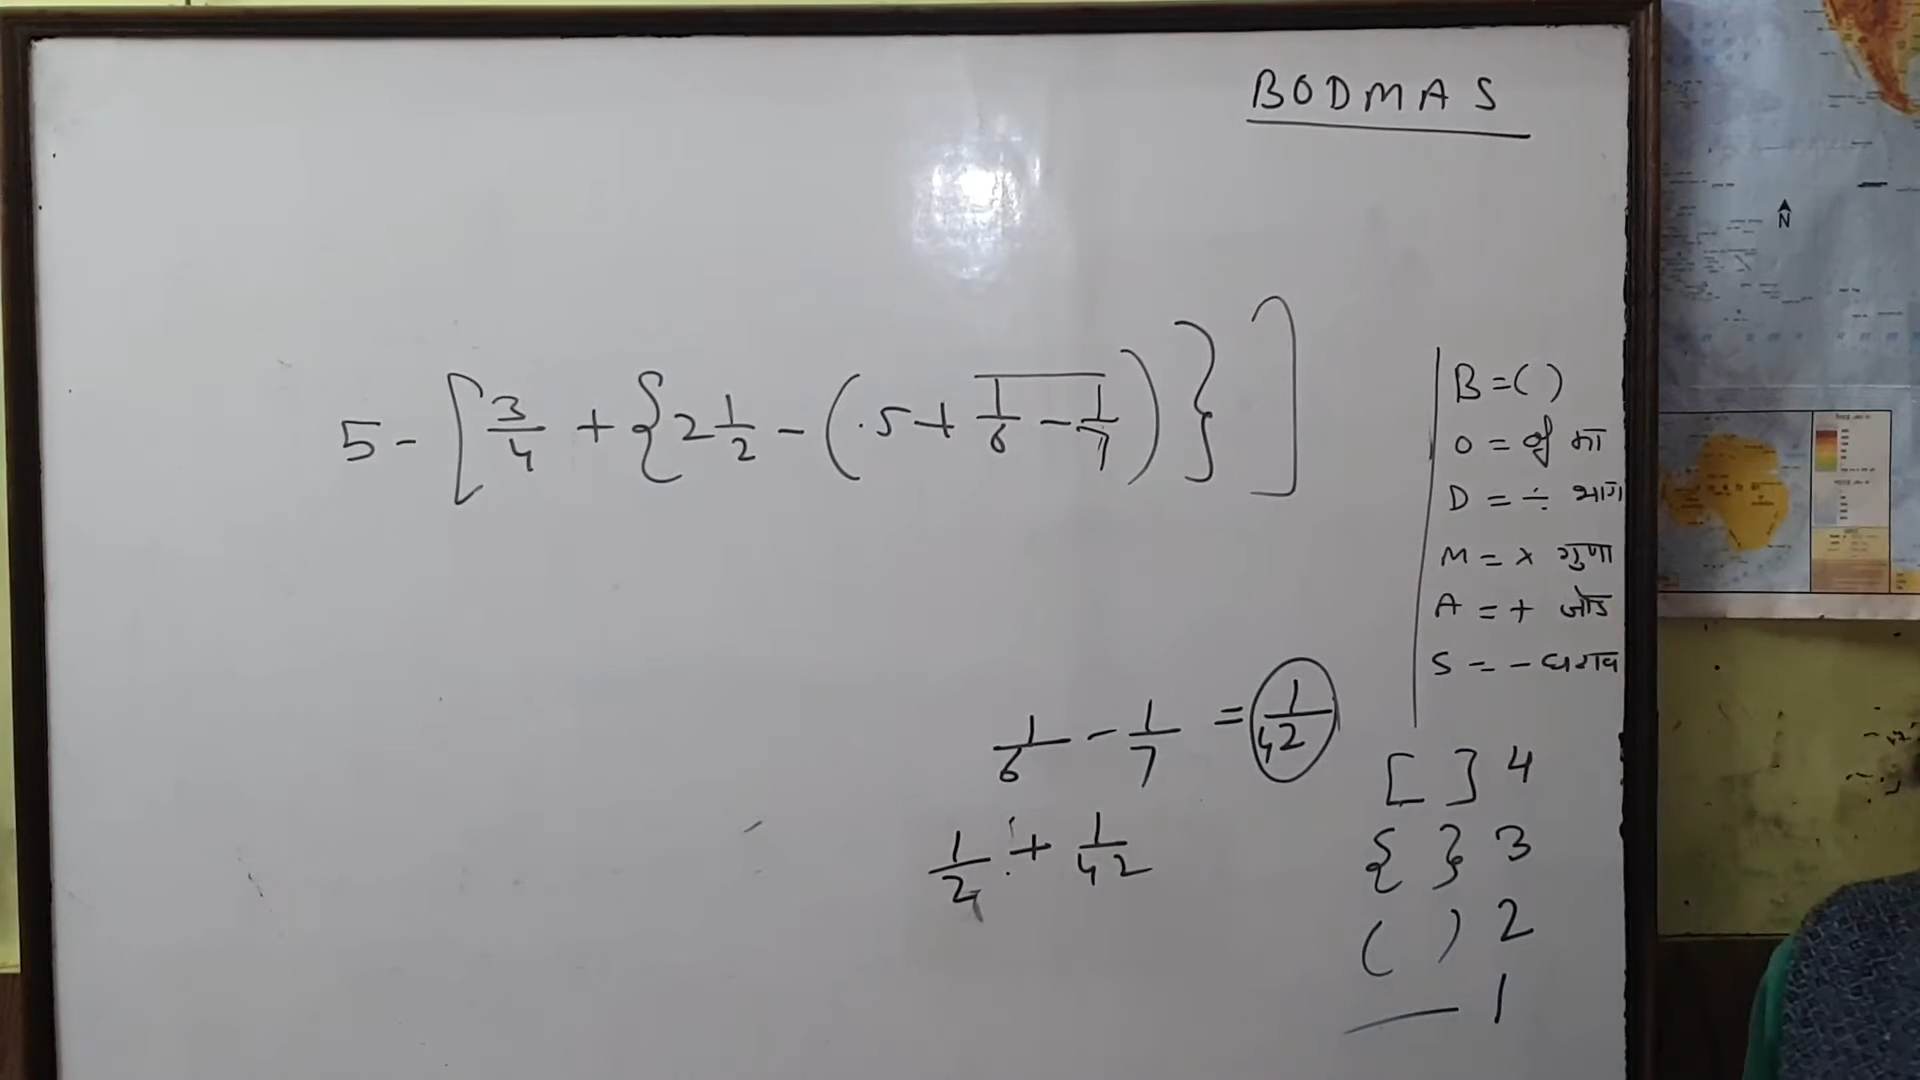 BODMAS
5 - [3/4 + {2 1/2 - (.5 + 1/6 - 1/7)}]
B = ( )
O = of का
D = ÷ भाग
M = × गुणा
A = + जोड
S = - घटाव
1/6 - 1/7 = 1/42
1/2 + 1/42
[ ] 4
{ } 3
( ) 2
— 1
N